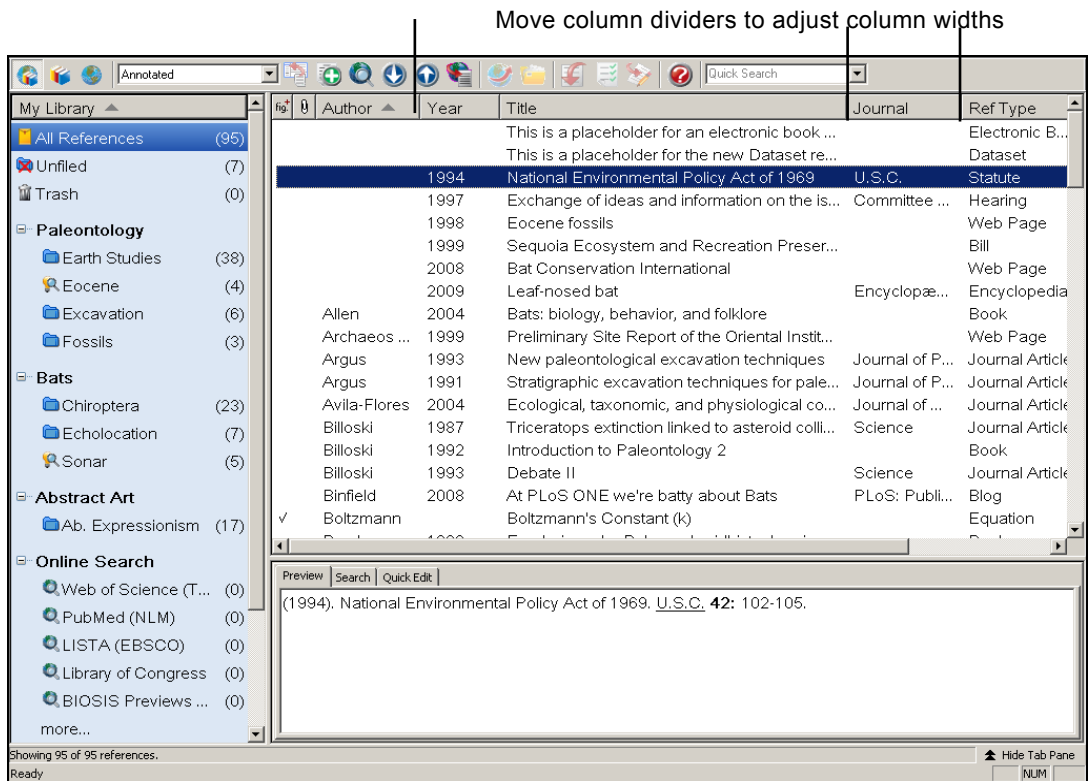 Move column dividers to adjust column widths
Annotated
Quick Search
My Library
All References (95)
Unfiled (7)
Trash (0)
Paleontology
Earth Studies (38)
Eocene (4)
Excavation (6)
Fossils (3)
Bats
Chiroptera (23)
Echolocation (7)
Sonar (5)
Abstract Art
Ab. Expressionism (17)
Online Search
Web of Science (T... (0)
PubMed (NLM) (0)
LISTA (EBSCO) (0)
Library of Congress (0)
BIOSIS Previews ... (0)
more...
fig Author Year Title Journal Ref Type
This is a placeholder for an electronic book ... Electronic B...
This is a placeholder for the new Dataset re... Dataset
1994 National Environmental Policy Act of 1969 U.S.C. Statute
1997 Exchange of ideas and information on the is... Committee ... Hearing
1998 Eocene fossils Web Page
1999 Sequoia Ecosystem and Recreation Preser... Bill
2008 Bat Conservation International Web Page
2009 Leaf-nosed bat Encyclopæ... Encyclopedia
Allen 2004 Bats: biology, behavior, and folklore Book
Archaeos ... 1999 Preliminary Site Report of the Oriental Instit... Web Page
Argus 1993 New paleontological excavation techniques Journal of P... Journal Article
Argus 1991 Stratigraphic excavation techniques for pale... Journal of P... Journal Article
Avila-Flores 2004 Ecological, taxonomic, and physiological co... Journal of ... Journal Article
Billoski 1987 Triceratops extinction linked to asteroid colli... Science Journal Article
Billoski 1992 Introduction to Paleontology 2 Book
Billoski 1993 Debate II Science Journal Article
Binfield 2008 At PLoS ONE we're batty about Bats PLoS: Publi... Blog
√ Boltzmann Boltzmann's Constant (k) Equation
Preview Search Quick Edit
(1994). National Environmental Policy Act of 1969. U.S.C. 42: 102-105.
Showing 95 of 95 references.
Hide Tab Pane
Ready
NUM